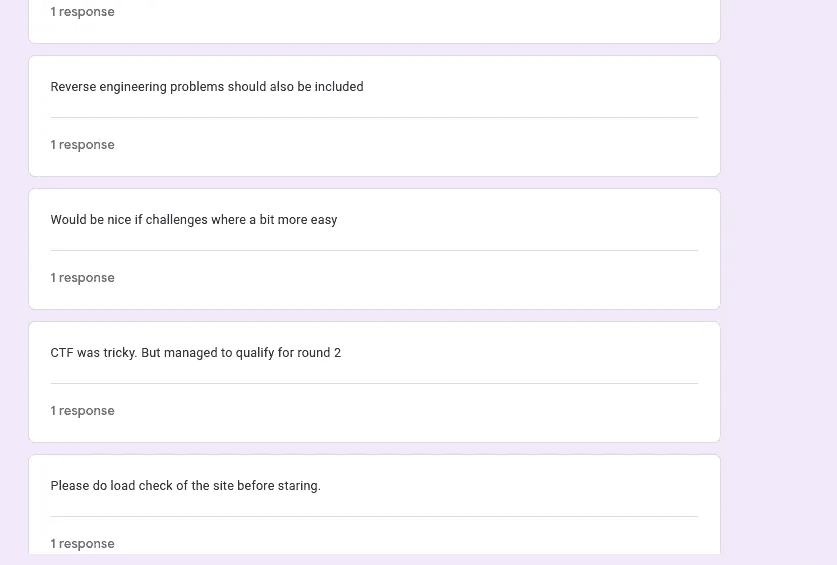 1 response
Reverse engineering problems should also be included
1 response
Would be nice if challenges where a bit more easy
1 response
CTF was tricky. But managed to qualify for round 2
1 response
Please do load check of the site before staring.
1 response